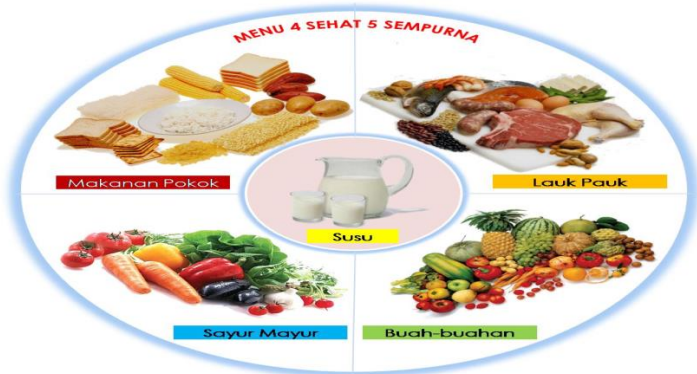 MENU 4 SEHAT 5 SEMPURNA
Makanan Pokok
Lauk Pauk
Susu
Sayur Mayur
Buah-buahan